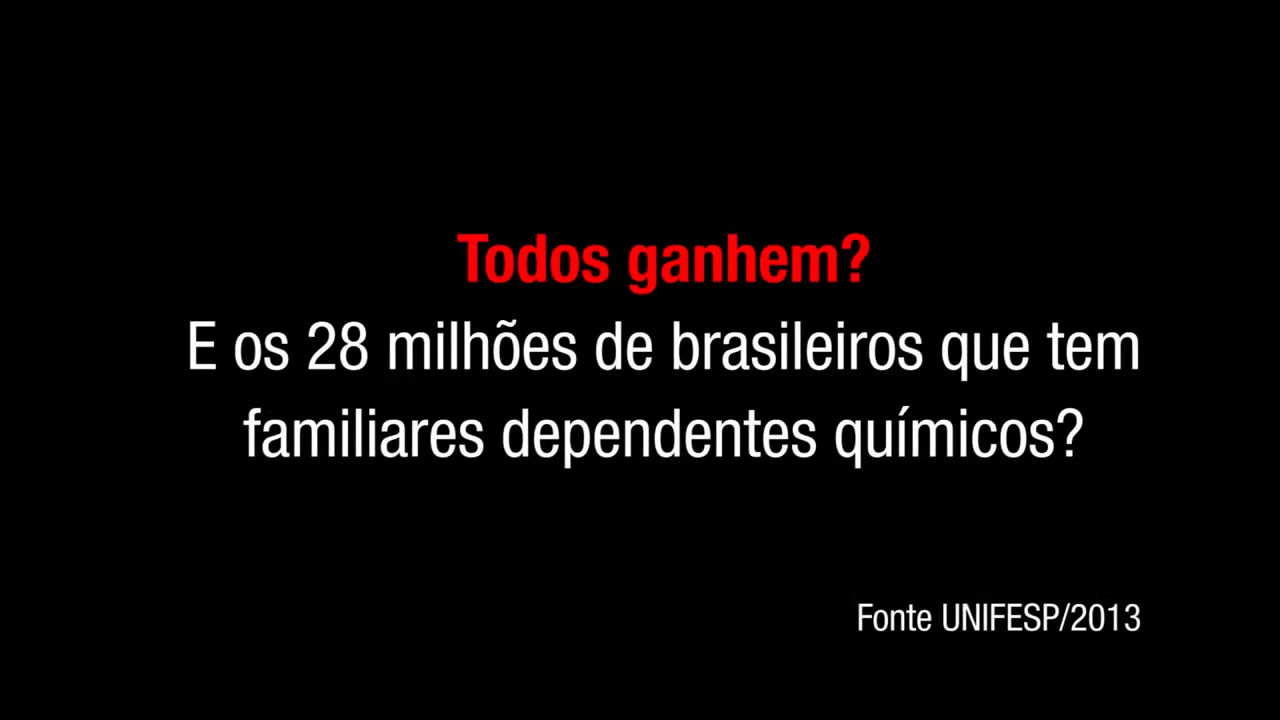 Todos ganhem?
E os 28 milhões de brasileiros que tem
familiares dependentes químicos?
Fonte UNIFESP/2013